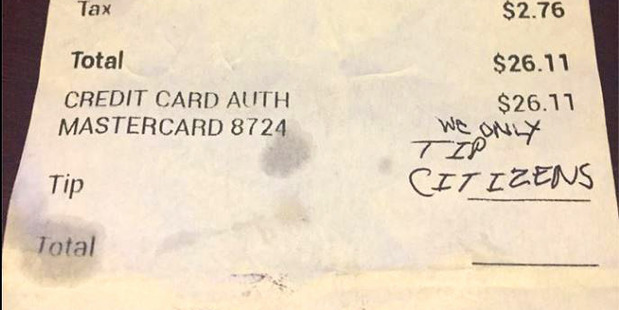 Tax $2.76
Total $26.11
CREDIT CARD AUTH $26.11
MASTERCARD 8724
WE ONLY
TIP
Tip CITIZENS
Total